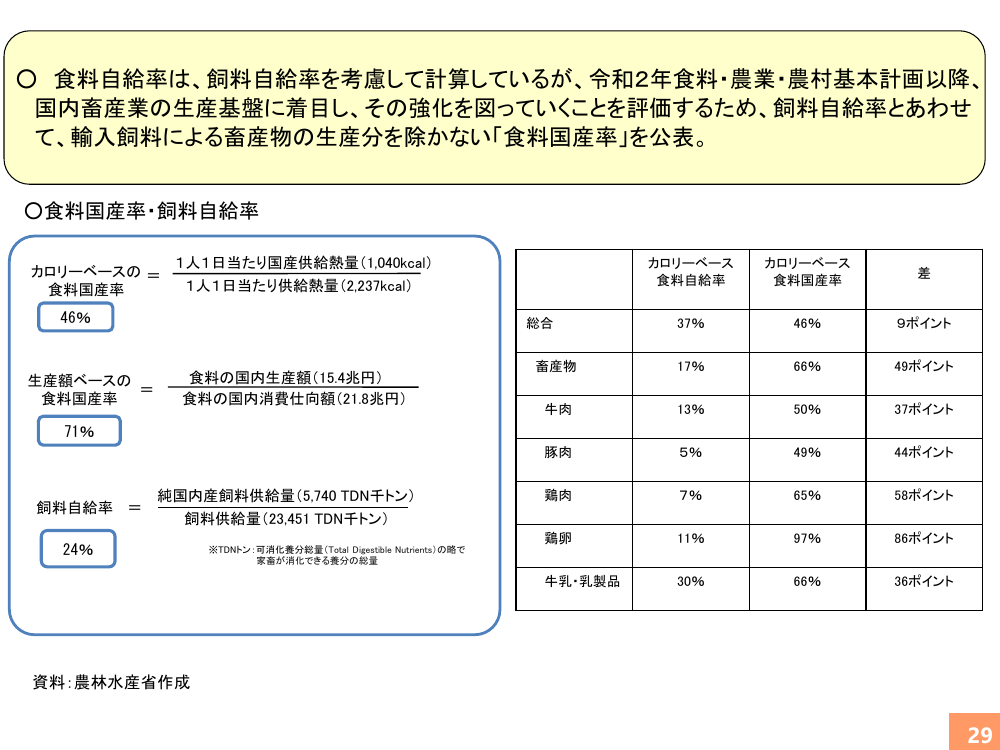 〇　食料自給率は、飼料自給率を考慮して計算しているが、令和２年食料・農業・農村基本計画以降、
国内畜産業の生産基盤に着目し、その強化を図っていくことを評価するため、飼料自給率とあわせ
て、輸入飼料による畜産物の生産分を除かない「食料国産率」を公表。
〇食料国産率・飼料自給率
カロリーベースの
食料国産率
＝
１人１日当たり国産供給熱量（1,040kcal）
１人１日当たり供給熱量（2,237kcal）
46％
生産額ベースの
食料国産率
＝
食料の国内生産額（15.4兆円）
食料の国内消費仕向額（21.8兆円）
71％
飼料自給率　＝
純国内産飼料供給量（5,740 TDN千トン）
飼料供給量（23,451 TDN千トン）
24％
※TDNトン：可消化養分総量（Total Digestible Nutrients）の略で
家畜が消化できる養分の総量
カロリーベース
食料自給率
カロリーベース
食料国産率
差
総合 37％ 46％ ９ポイント
畜産物 17％ 66％ 49ポイント
牛肉 13％ 50％ 37ポイント
豚肉 ５％ 49％ 44ポイント
鶏肉 ７％ 65％ 58ポイント
鶏卵 11％ 97％ 86ポイント
牛乳・乳製品 30％ 66％ 36ポイント
資料：農林水産省作成
29